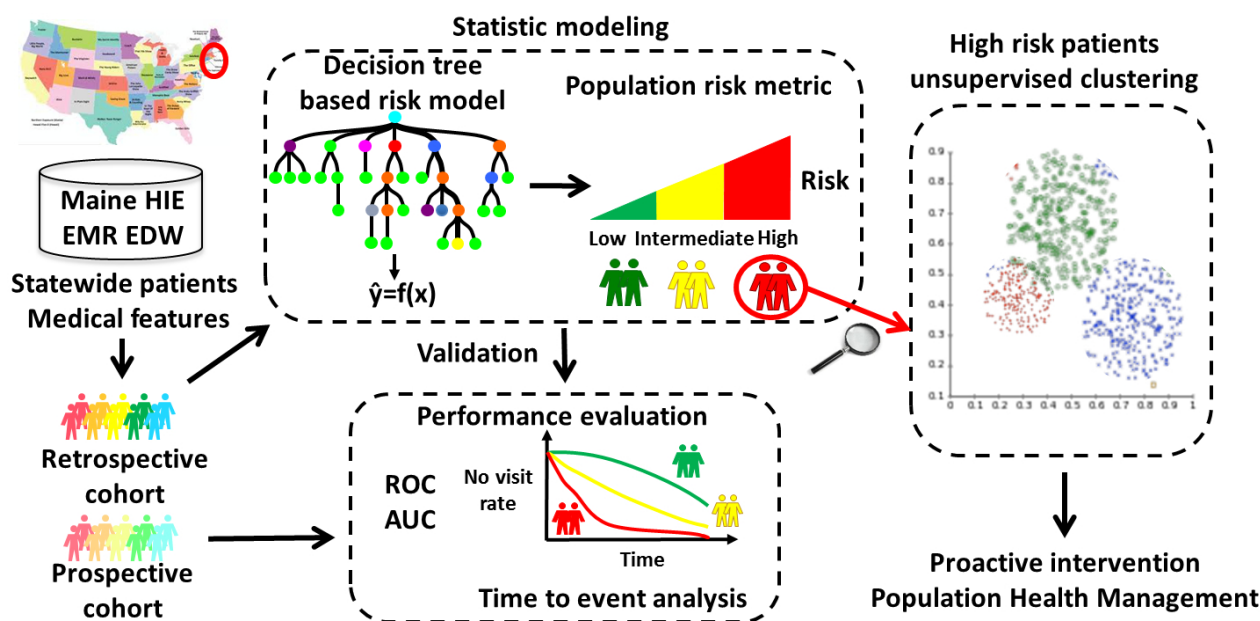 Maine HIE
EMR EDW
Statewide patients
Medical features
Retrospective
cohort
Prospective
cohort
Statistic modeling
Decision tree
based risk model
ŷ=f(x)
Population risk metric
Risk
Low Intermediate High
Validation
Performance evaluation
ROC
AUC
No visit
rate
Time
Time to event analysis
High risk patients
unsupervised clustering
0.9
0.8
0.7
0.6
0.5
0.4
0.3
0.2
0.1
0 0.1 0.2 0.3 0.4 0.5 0.6 0.7 0.8 0.9 1
Proactive intervention
Population Health Management